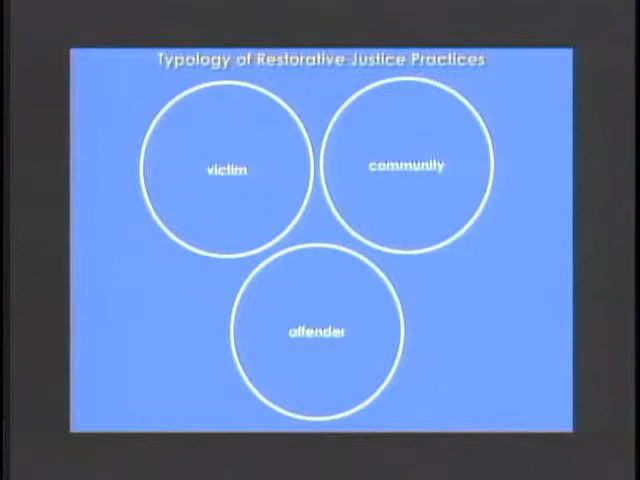 Typology of Restorative Justice Practices
victim
community
offender